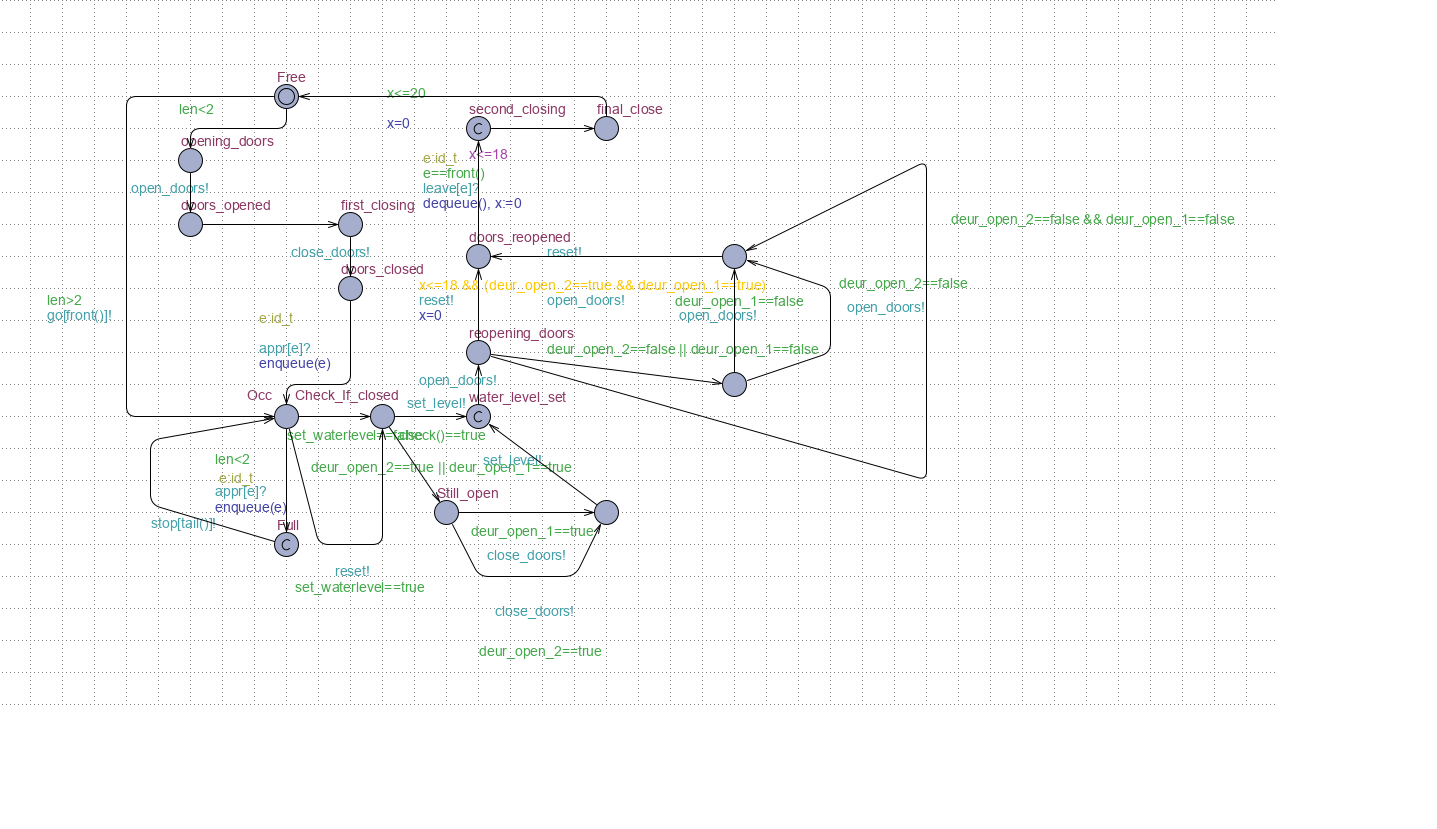 Free
x<=20
len<2
second_closing
final_close
x=0
C
opening_doors
x<=18
e:id_t
e==front()
leave[e]?
dequeue(), x:=0
open_doors!
doors_opened
first_closing
deur_open_2==false && deur_open_1==false
doors_reopened
close_doors!
reset!
doors_closed
x<=18 && (deur_open_2==true && deur_open_1==true)
deur_open_2==false
len>2
go[front()]!
reset!
x=0
open_doors!
deur_open_1==false
open_doors!
open_doors!
e:id_t
reopening_doors
appr[e]?
enqueue(e)
deur_open_2==false || deur_open_1==false
open_doors!
Occ
Check_If_closed
set_level!
water_level_set
C
set_waterlevel==false
check()==true
len<2
set_level!
deur_open_2==true || deur_open_1==true
e:id_t
appr[e]?
enqueue(e)
Still_open
stop[tail()]!
Full
deur_open_1==true
C
close_doors!
reset!
set_waterlevel==true
close_doors!
deur_open_2==true